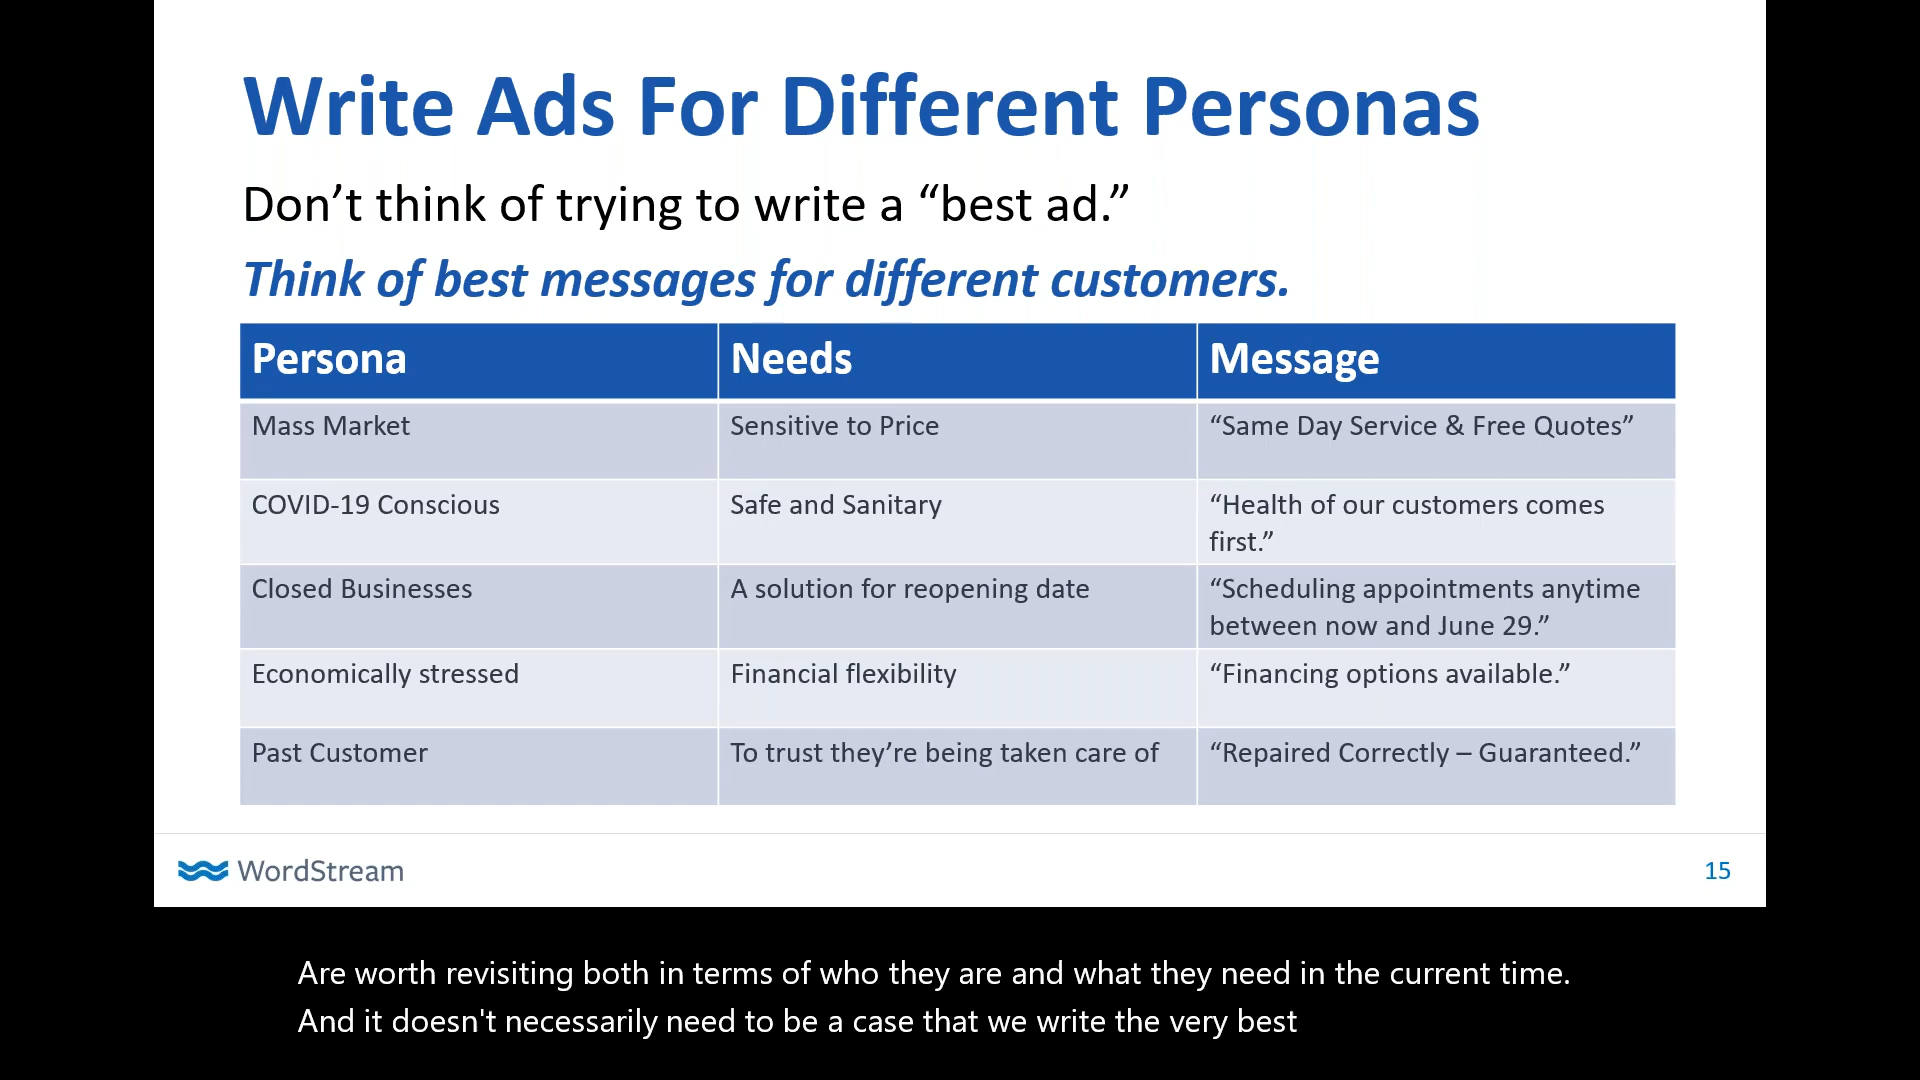 Write Ads For Different Personas
Don’t think of trying to write a “best ad.”
Think of best messages for different customers.
Persona Needs Message
Mass Market Sensitive to Price “Same Day Service & Free Quotes”
COVID-19 Conscious Safe and Sanitary “Health of our customers comes
first.”
Closed Businesses A solution for reopening date “Scheduling appointments anytime
between now and June 29.”
Economically stressed Financial flexibility “Financing options available.”
Past Customer To trust they’re being taken care of “Repaired Correctly – Guaranteed.”
WordStream 15
Are worth revisiting both in terms of who they are and what they need in the current time.
And it doesn't necessarily need to be a case that we write the very best